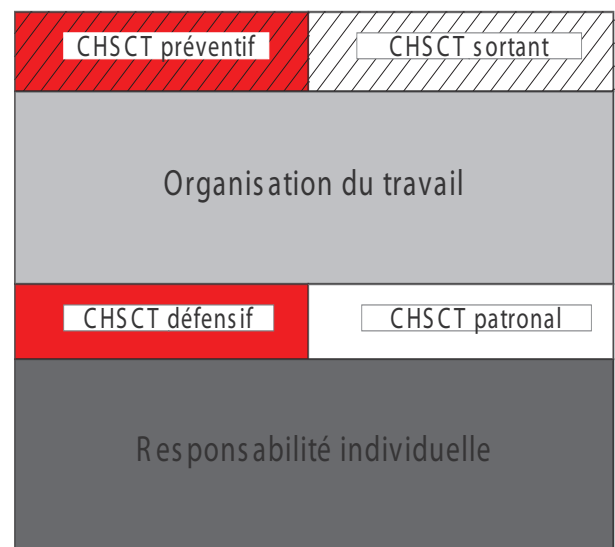 CHSCT préventif
CHSCT sortant
Organisation du travail
CHSCT défensif
CHSCT patronal
Responsabilité individuelle